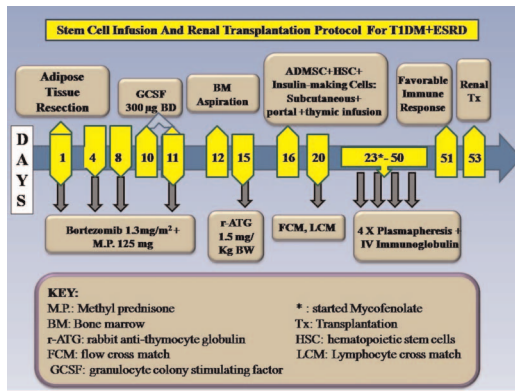 Stem Cell Infusion And Renal Transplantation Protocol For T1DM+ESRD
Adipose
Tissue
Resection
GCSF
300 µg BD
BM
Aspiration
ADMSC+HSC+
Insulin-making Cells:
Subcutaneous+
portal +thymic infusion
Favorable
Immune
Response
Renal
Tx
DAYS
1
4
8
10
11
12
15
16
20
23*- 50
51
53
Bortezomib 1.3mg/m²+
M.P. 125 mg
r-ATG
1.5 mg/
Kg BW
FCM, LCM
4 X Plasmapheresis +
IV Immunoglobulin
KEY:
M.P.: Methyl prednisone
BM: Bone marrow
r-ATG: rabbit anti-thymocyte globulin
FCM: flow cross match
GCSF: granulocyte colony stimulating factor
* : started Mycofenolate
Tx: Transplantation
HSC: hematopoietic stem cells
LCM: Lymphocyte cross match